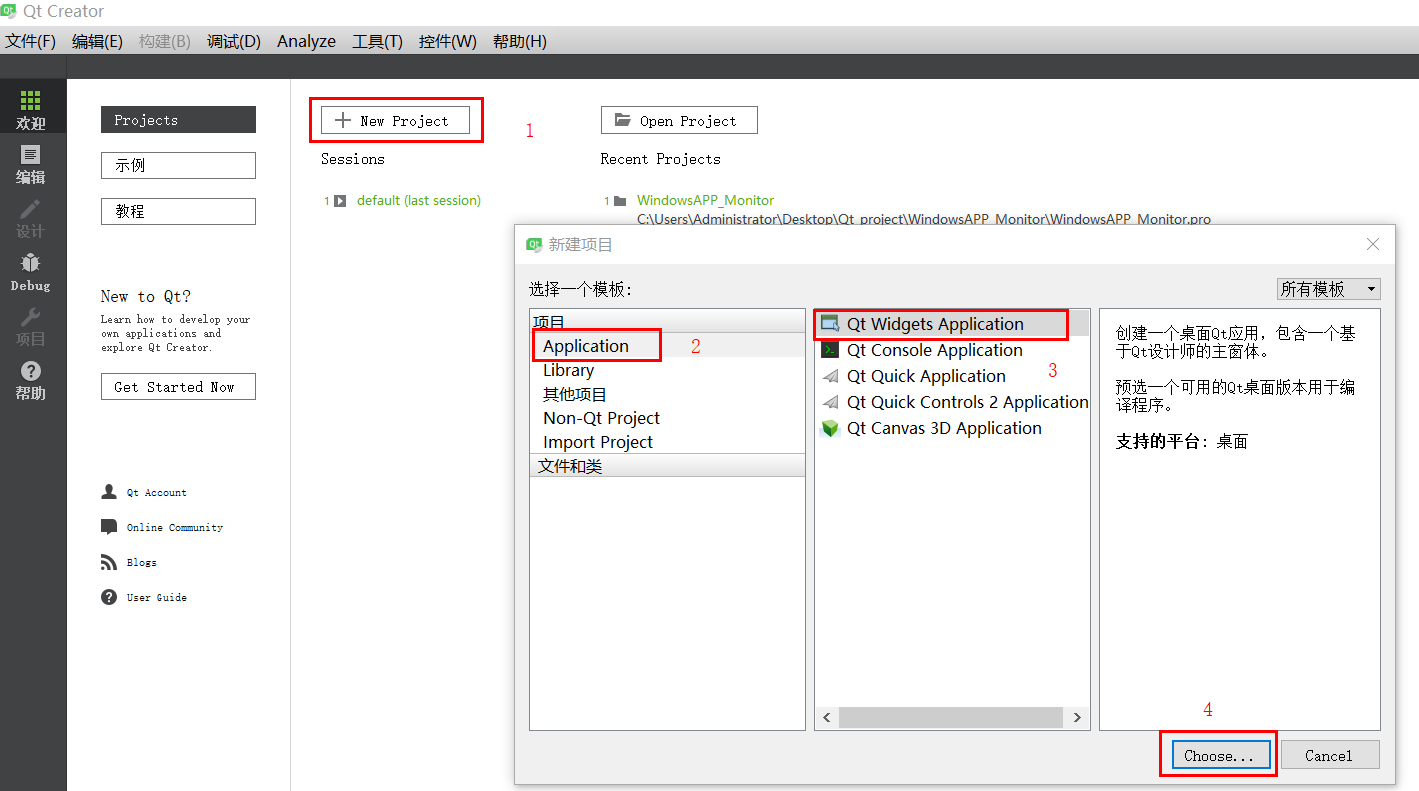 Qt Creator
文件(F) 编辑(E) 构建(B) 调试(D) Analyze 工具(T) 控件(W) 帮助(H)
欢迎
编辑
设计
Debug
项目
帮助
Projects
示例
教程
New to Qt?
Learn how to develop your
own applications and
explore Qt Creator.
Get Started Now
Qt Account
Online Community
Blogs
User Guide
New Project
1
Sessions
1 default (last session)
Open Project
Recent Projects
1 WindowsAPP_Monitor
C:\Users\Administrator\Desktop\Qt_project\WindowsAPP_Monitor\WindowsAPP_Monitor.pro
新建项目
选择一个模板:
所有模板
项目
Application
2
Library
其他项目
Non-Qt Project
Import Project
文件和类
Qt Widgets Application
Qt Console Application
3
Qt Quick Application
Qt Quick Controls 2 Application
Qt Canvas 3D Application
创建一个桌面Qt应用，包含一个基
于Qt设计师的主窗体。
预选一个可用的Qt桌面版本用于编
译程序。
支持的平台: 桌面
4
Choose...
Cancel